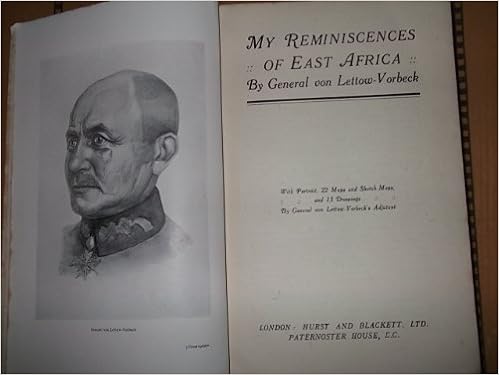 MY REMINISCENCES
:: OF EAST AFRICA ::
By General von Lettow-Vorbeck
With Portrait, 22 Maps and Sketch Maps,
and 13 Drawings
By General von Lettow-Vorbeck's Adjutant
LONDON: HURST AND BLACKETT, LTD.
PATERNOSTER HOUSE, E.C.